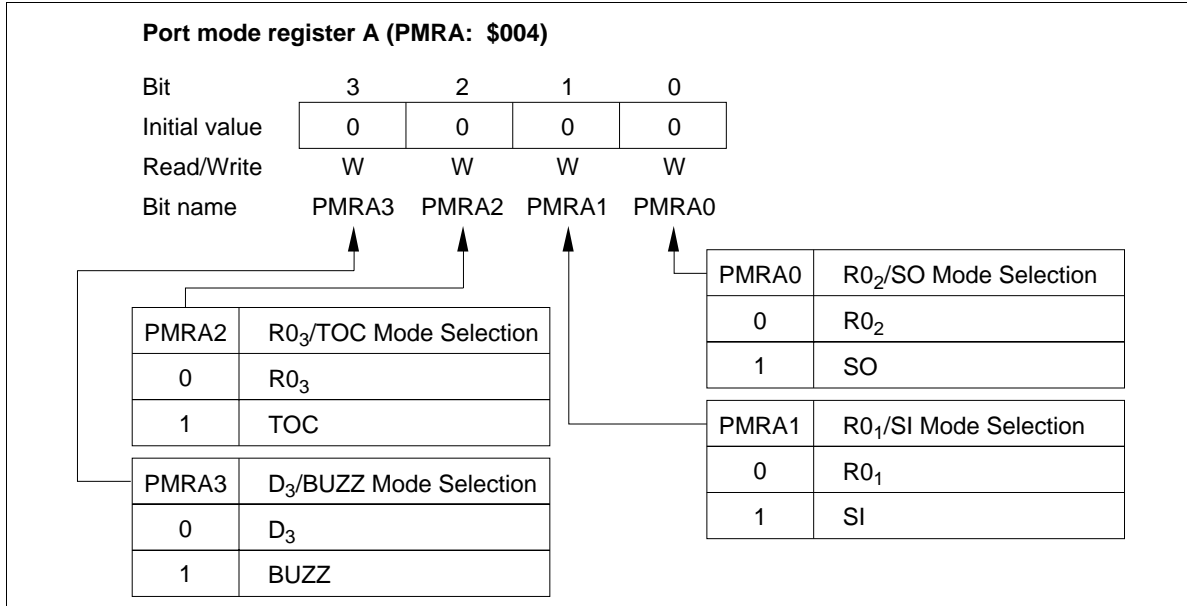 Port mode register A (PMRA: $004)
Bit 3 2 1 0
Initial value 0 0 0 0
Read/Write W W W W
Bit name PMRA3 PMRA2 PMRA1 PMRA0
PMRA0 R0₂/SO Mode Selection
0 R0₂
1 SO
PMRA2 R0₃/TOC Mode Selection
0 R0₃
1 TOC
PMRA1 R0₁/SI Mode Selection
0 R0₁
1 SI
PMRA3 D₃/BUZZ Mode Selection
0 D₃
1 BUZZ